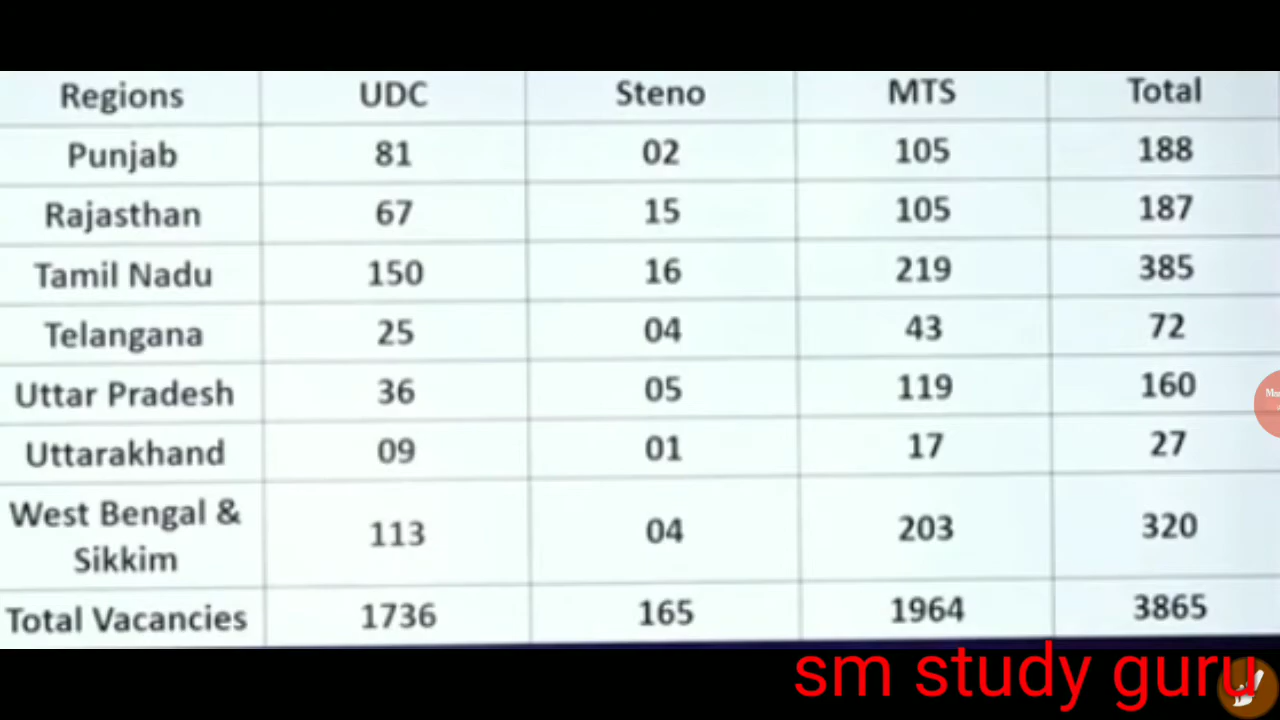 Regions UDC Steno MTS Total
Punjab 81 02 105 188
Rajasthan 67 15 105 187
Tamil Nadu 150 16 219 385
Telangana 25 04 43 72
Uttar Pradesh 36 05 119 160
Uttarakhand 09 01 17 27
West Bengal &
Sikkim 113 04 203 320
Total Vacancies 1736 165 1964 3865
sm study guru